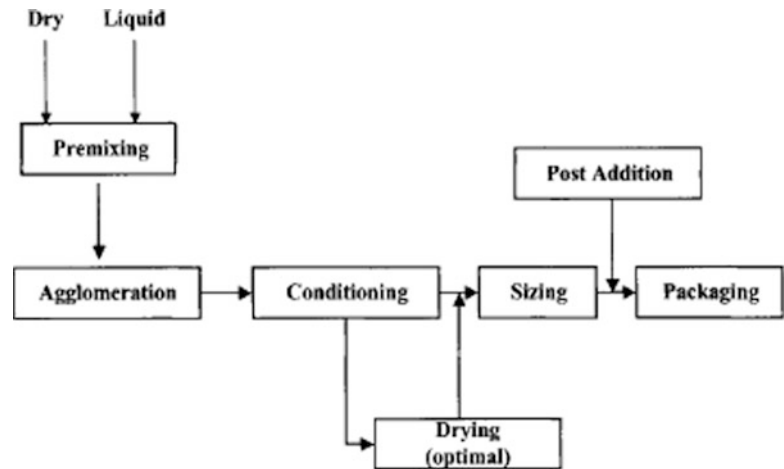 Dry Liquid
Premixing
Post Addition
Agglomeration Conditioning Sizing Packaging
Drying
(optimal)